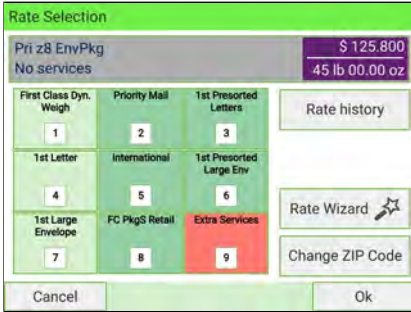 Rate Selection
Pri z8 EnvPkg
No services
$ 125.800
45 lb 00.00 oz
First Class Dyn.
Weigh
1
Priority Mail
2
1st Presorted
Letters
3
Rate history
1st Letter
4
International
5
1st Presorted
Large Env
6
Rate Wizard
1st Large
Envelope
7
FC PkgS Retail
8
Extra Services
9
Change ZIP Code
Cancel
Ok